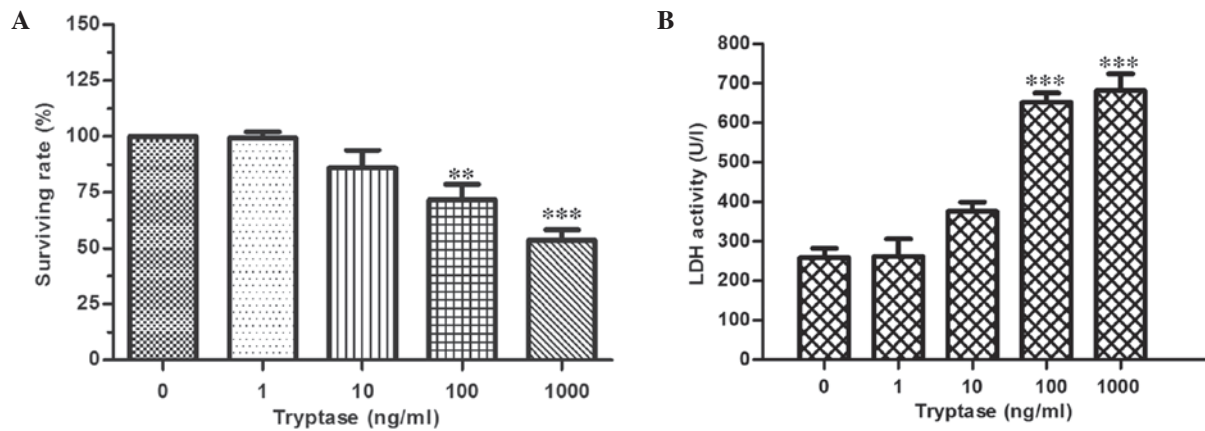 A
150
125
100
75
50
25
0
Surviving rate (%)
**
***
0 1 10 100 1000
Tryptase (ng/ml)
B
800
700
600
500
400
300
200
100
0
LDH activity (U/l)
*** ***
0 1 10 100 1000
Tryptase (ng/ml)